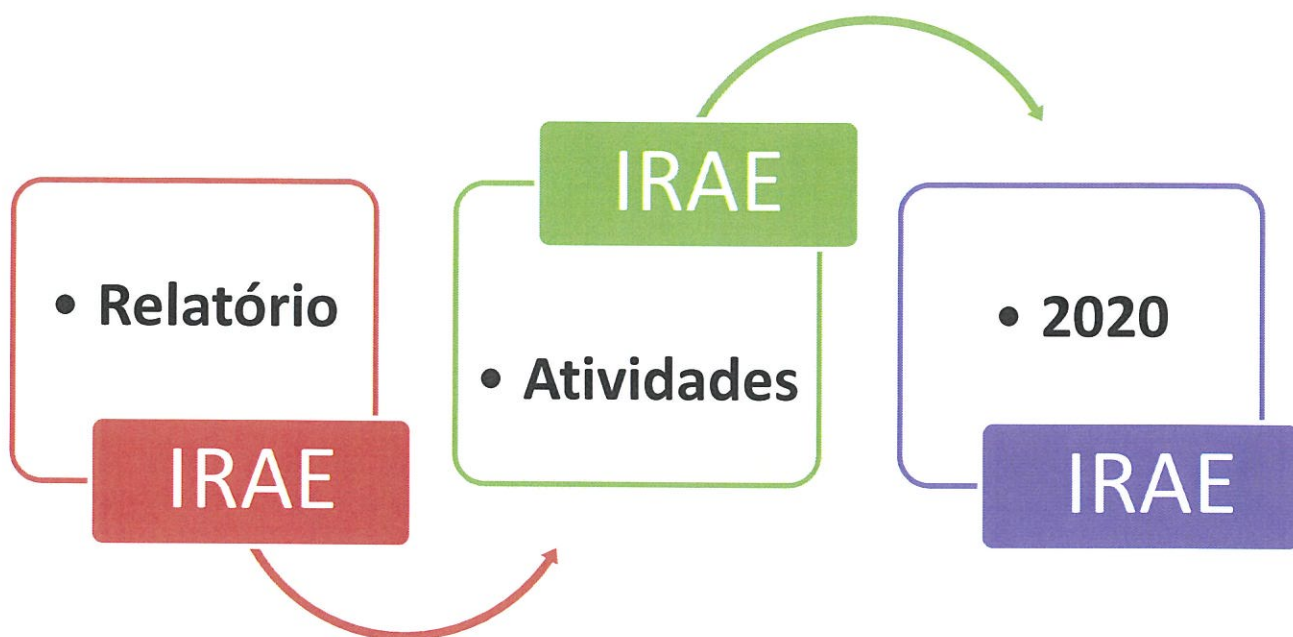 • Relatório
IRAE
IRAE
• Atividades
• 2020
IRAE